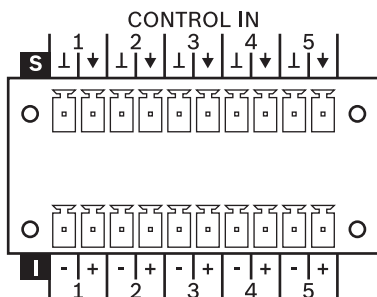 CONTROL IN
1 2 3 4 5
S ⊥ ↓ ⊥ ↓ ⊥ ↓ ⊥ ↓ ⊥ ↓
I - + - + - + - + - +
1 2 3 4 5